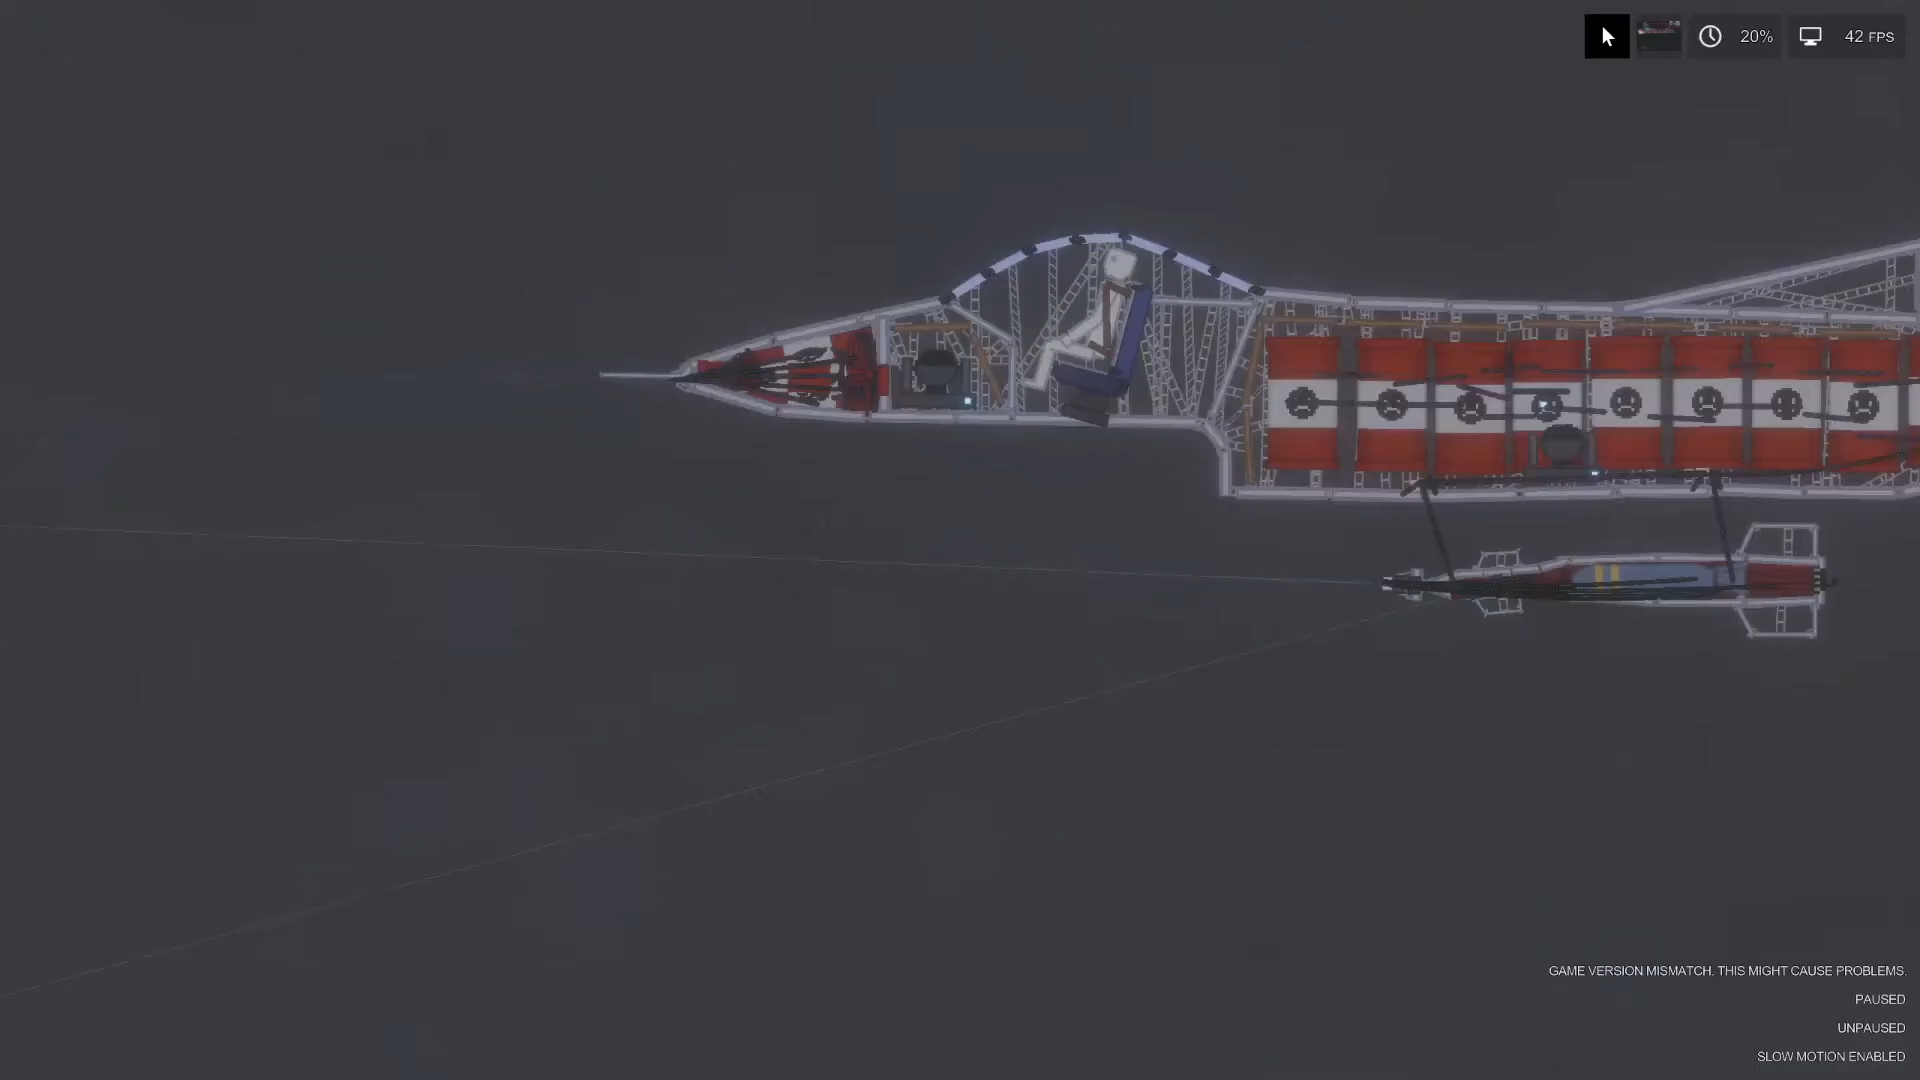 20%
42 FPS
GAME VERSION MISMATCH. THIS MIGHT CAUSE PROBLEMS.
PAUSED
UNPAUSED
SLOW MOTION ENABLED